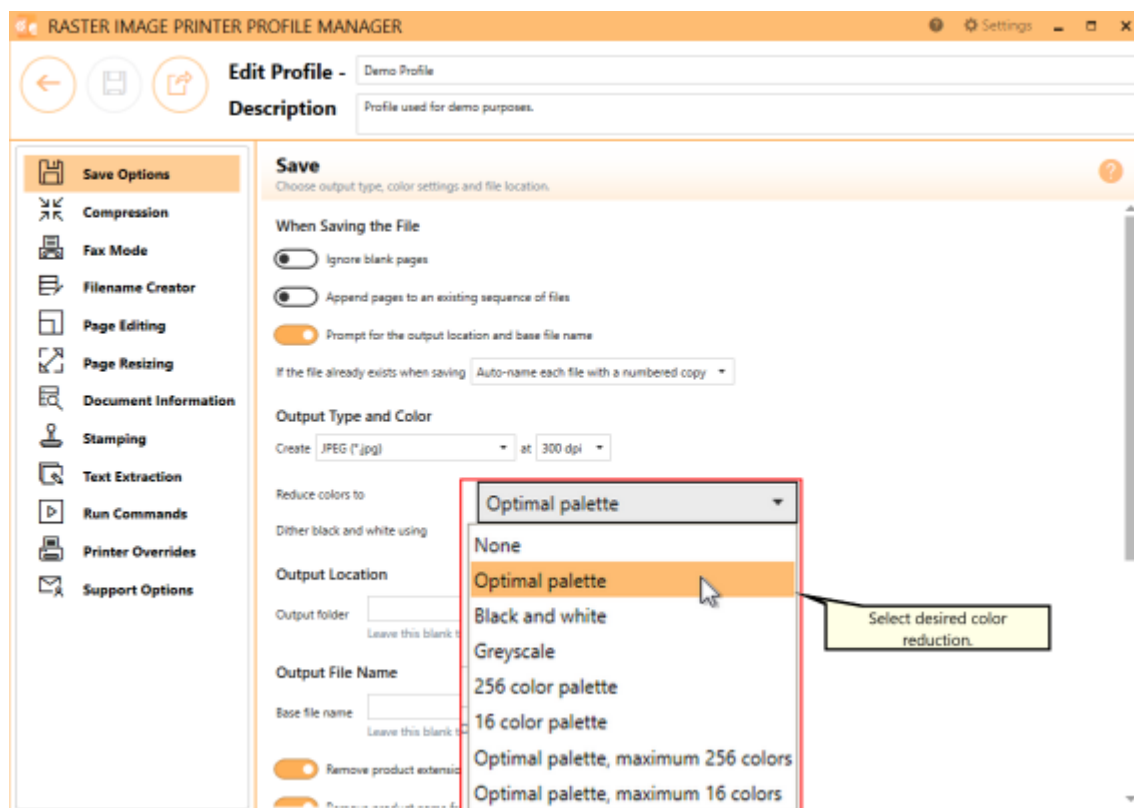 RASTER IMAGE PRINTER PROFILE MANAGER
Settings
Edit Profile - Demo Profile
Description Profile used for demo purposes.
Save Options
Compression
Fax Mode
Filename Creator
Page Editing
Page Resizing
Document Information
Stamping
Text Extraction
Run Commands
Printer Overrides
Support Options
Save
Choose output type, color settings and file location.
When Saving the File
Ignore blank pages
Append pages to an existing sequence of files
Prompt for the output location and base file name
If the file already exists when saving Auto-name each file with a numbered copy
Output Type and Color
Create JPEG (*.jpg) at 300 dpi
Reduce colors to Optimal palette
Dither black and white using
None
Optimal palette
Black and white
Greyscale
256 color palette
16 color palette
Optimal palette, maximum 256 colors
Optimal palette, maximum 16 colors
Select desired color
reduction.
Output Location
Output folder
Leave this blank
Output File Name
Base file name
Leave this blank
Remove product